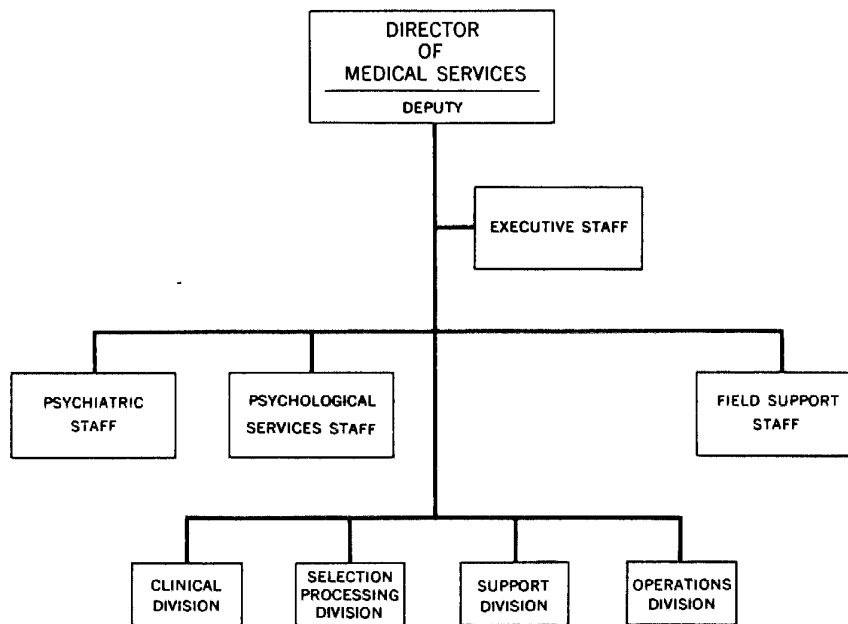 DIRECTOR
OF
MEDICAL SERVICES
DEPUTY
EXECUTIVE STAFF
PSYCHIATRIC
STAFF
PSYCHOLOGICAL
SERVICES STAFF
FIELD SUPPORT
STAFF
CLINICAL
DIVISION
SELECTION
PROCESSING
DIVISION
SUPPORT
DIVISION
OPERATIONS
DIVISION